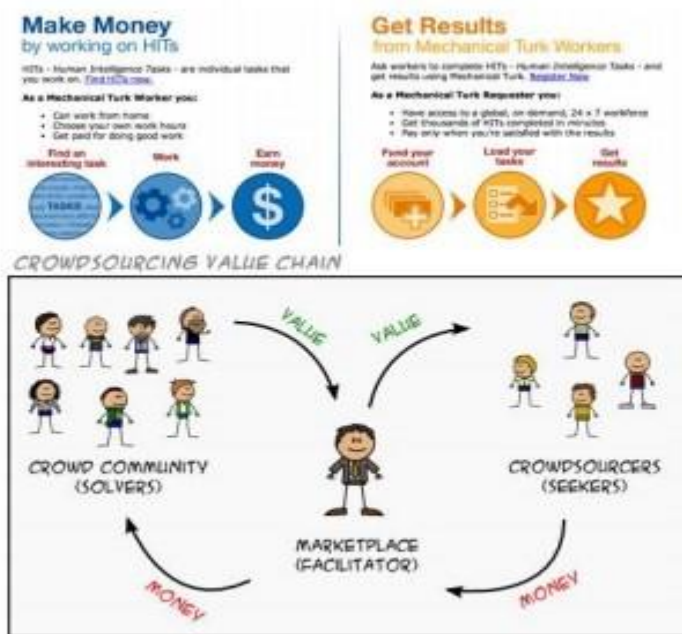 Make Money
by working on HITs
HITs - Human Intelligence Tasks - are individual tasks that
you work on. Find HITs now.
As a Mechanical Turk Worker you:
• Can work from home
• Choose your own work hours
• Get paid for doing good work
Find an
interesting task
Work
Earn
money
TASKS
$
Get Results
from Mechanical Turk Workers
Ask workers to complete HITs - Human Intelligence Tasks - and
get results using Mechanical Turk. Register Now
As a Mechanical Turk Requester you:
• Have access to a global, on-demand, 24 x 7 workforce
• Get thousands of HITs completed in minutes
• Pay only when you're satisfied with the results
Fund your
account
Load your
tasks
Get
results
CROWDSOURCING VALUE CHAIN
VALUE
VALUE
CROWD COMMUNITY
(SOLVERS)
CROWDSOURCERS
(SEEKERS)
MARKETPLACE
(FACILITATOR)
MONEY
MONEY